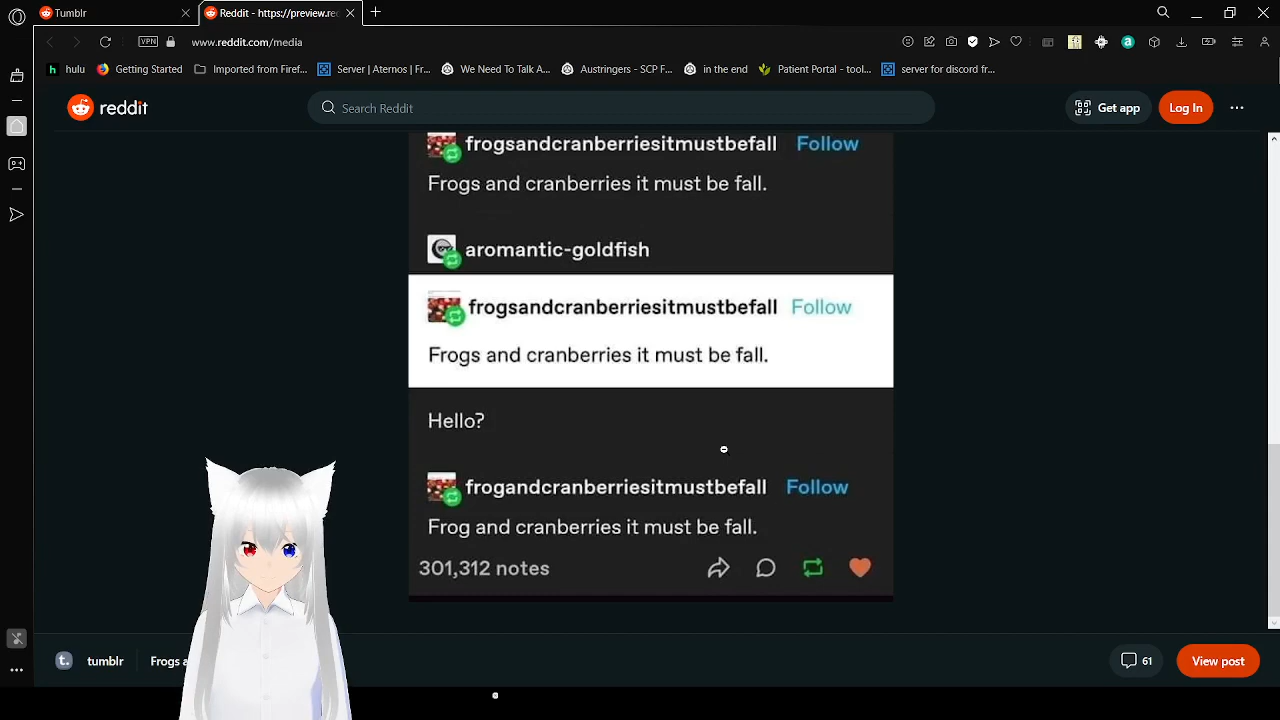 Tumblr
Reddit - https://preview.rec
VPN
www.reddit.com/media
hulu
Getting Started
Imported from Firef...
Server | Aternos | Fr...
We Need To Talk A...
Austringers - SCP F...
in the end
Patient Portal - tool...
server for discord fr...
reddit
Search Reddit
Get app
Log In
frogsandcranberriesitmustbefall Follow
Frogs and cranberries it must be fall.
aromantic-goldfish
frogsandcranberriesitmustbefall Follow
Frogs and cranberries it must be fall.
Hello?
frogandcranberriesitmustbefall Follow
Frog and cranberries it must be fall.
301,312 notes
tumblr
Frogs a
61
View post